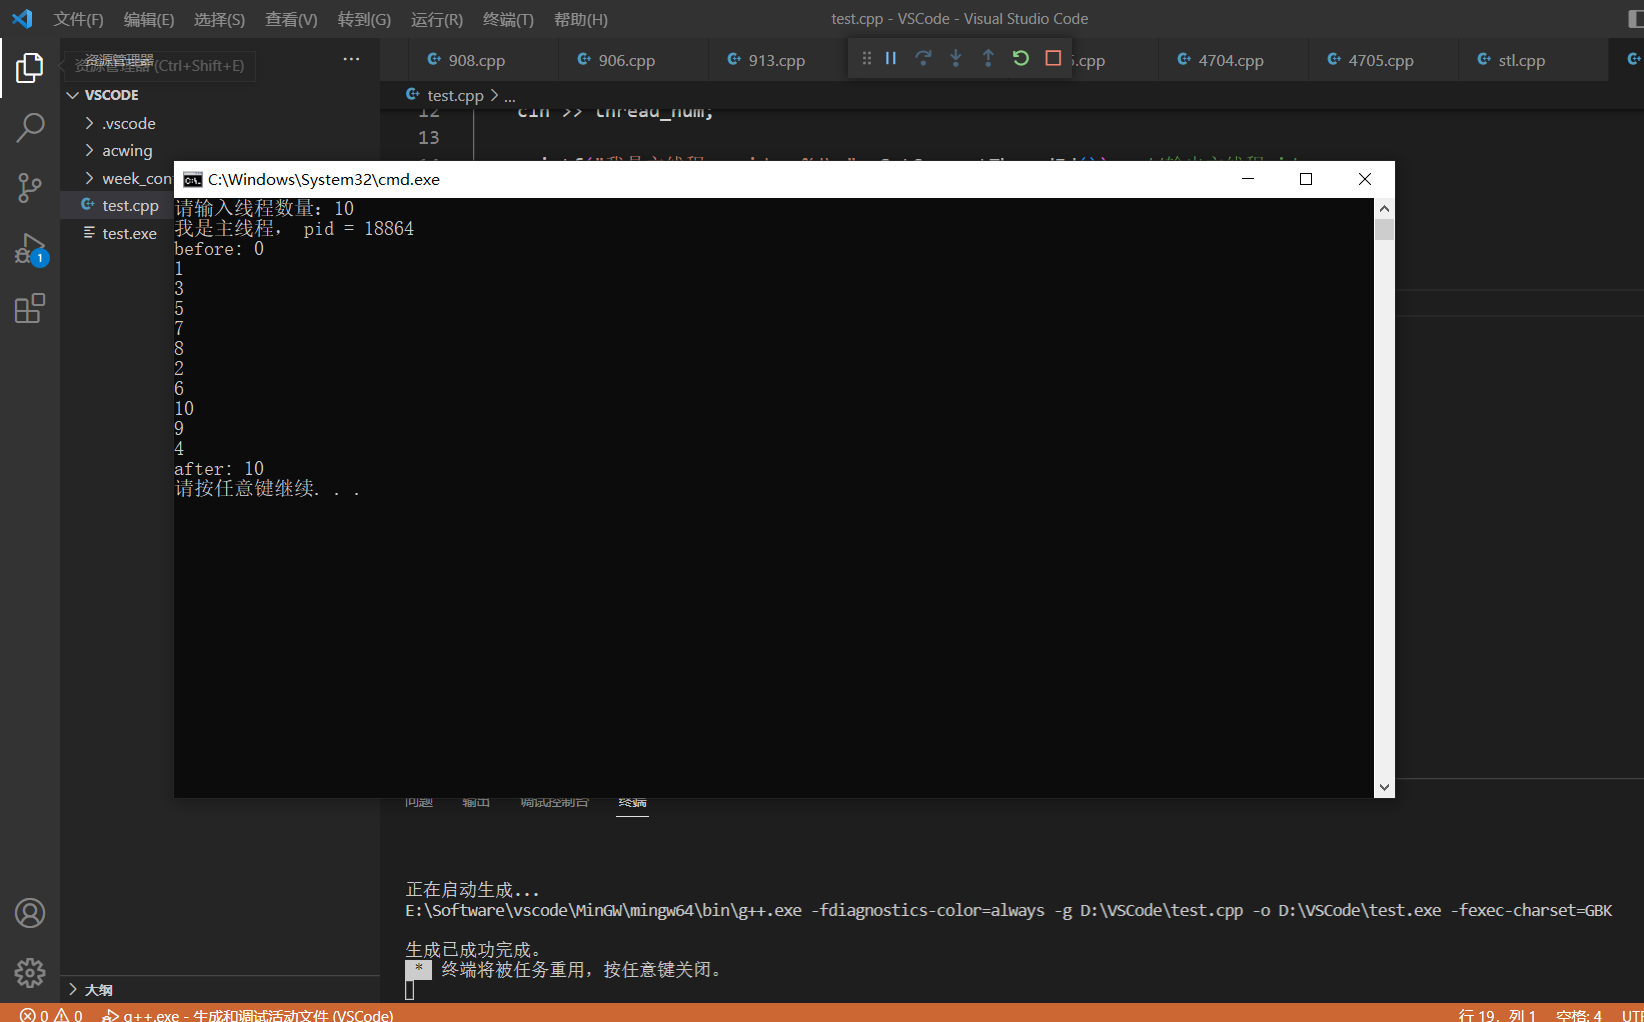 文件(F) 编辑(E) 选择(S) 查看(V) 转到(G) 运行(R) 终端(T) 帮助(H) test.cpp - VSCode - Visual Studio Code
资源管理器
资源管理器 (Ctrl+Shift+E)
908.cpp 906.cpp 913.cpp .cpp 4704.cpp 4705.cpp stl.cpp
VSCODE
test.cpp > ...
.vscode
acwing
week_con
test.cpp
test.exe
12 cin >> thread_num;
13
C:\Windows\System32\cmd.exe
请输入线程数量：10
我是主线程， pid = 18864
before: 0
1
3
5
7
8
2
6
10
9
4
after: 10
请按任意键继续. . .
1
问题 输出 调试控制台 终端
正在启动生成...
E:\Software\vscode\MinGW\mingw64\bin\g++.exe -fdiagnostics-color=always -g D:\VSCode\test.cpp -o D:\VSCode\test.exe -fexec-charset=GBK
生成已成功完成。
* 终端将被任务重用，按任意键关闭。
大纲
0 0 g++.exe - 生成和调试活动文件 (VSCode) 行 19，列 1 空格: 4 UTF